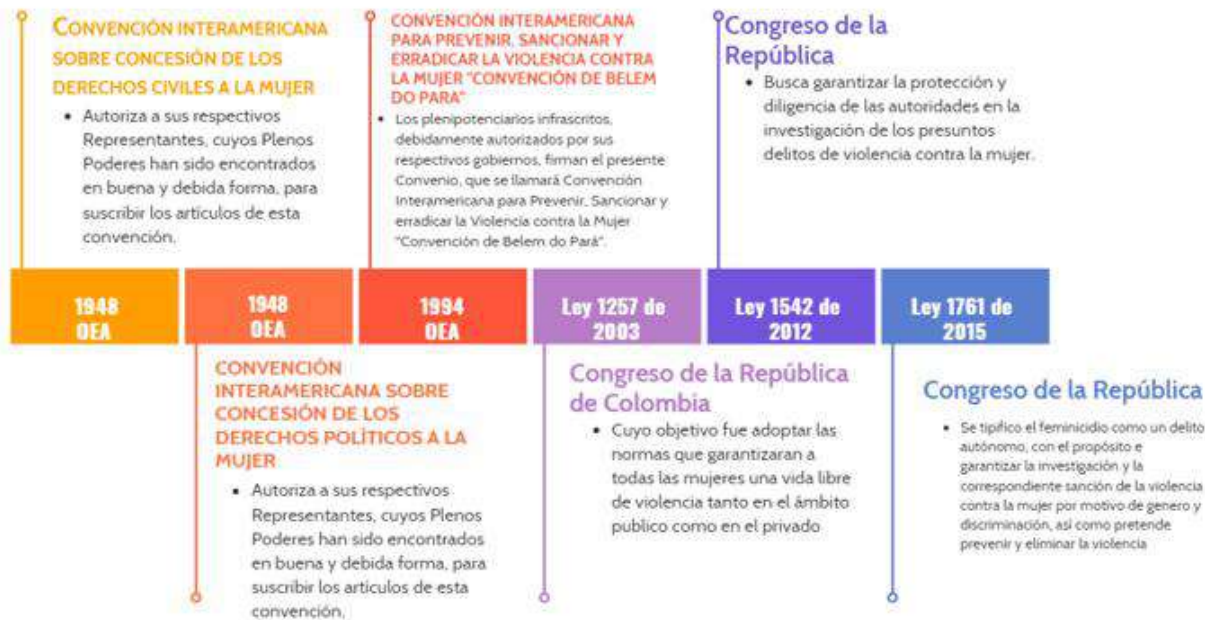 CONVENCIÓN INTERAMERICANA
SOBRE CONCESIÓN DE LOS
DERECHOS CIVILES A LA MUJER
• Autoriza a sus respectivos
Representantes, cuyos Plenos
Poderes han sido encontrados
en buena y debida forma, para
suscribir los artículos de esta
convención.
CONVENCIÓN INTERAMERICANA
PARA PREVENIR, SANCIONAR Y
ERRADICAR LA VIOLENCIA CONTRA
LA MUJER "CONVENCIÓN DE BELEM
DO PARA"
• Los plenipotenciarios infrascritos,
debidamente autorizados por sus
respectivos gobiernos, firman el presente
Convenio, que se llamará Convención
Interamericana para Prevenir, Sancionar y
erradicar la Violencia contra la Mujer
"Convención de Belem do Pará".
Congreso de la
República
• Busca garantizar la protección y
diligencia de las autoridades en la
investigación de los presuntos
delitos de violencia contra la mujer.
1948
OEA
1948
OEA
1994
OEA
Ley 1257 de
2003
Ley 1542 de
2012
Ley 1761 de
2015
CONVENCIÓN
INTERAMERICANA SOBRE
CONCESIÓN DE LOS
DERECHOS POLÍTICOS A LA
MUJER
• Autoriza a sus respectivos
Representantes, cuyos Plenos
Poderes han sido encontrados
en buena y debida forma, para
suscribir los artículos de esta
convención.
Congreso de la República
de Colombia
• Cuyo objetivo fue adoptar las
normas que garantizaran a
todas las mujeres una vida libre
de violencia tanto en el ámbito
publico como en el privado
Congreso de la República
• Se tipifico el feminicidio como un delito
autónomo, con el propósito e
garantizar la investigación y la
correspondiente sanción de la violencia
contra la mujer por motivo de genero y
discriminación, así como pretende
prevenir y eliminar la violencia